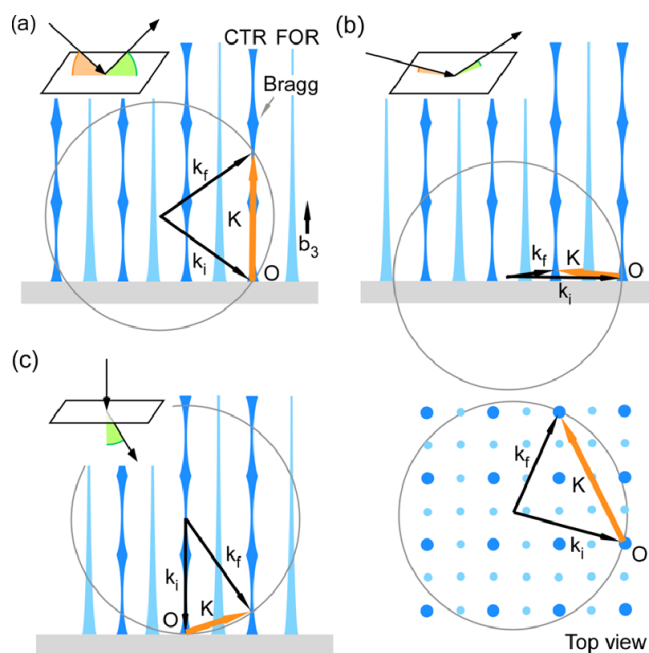 (a)
CTR FOR
Bragg
k_f
K
k_i
b_3
O
(b)
k_f
K
O
k_i
(c)
k_i
k_f
O
K
k_f
K
k_i
O
Top view